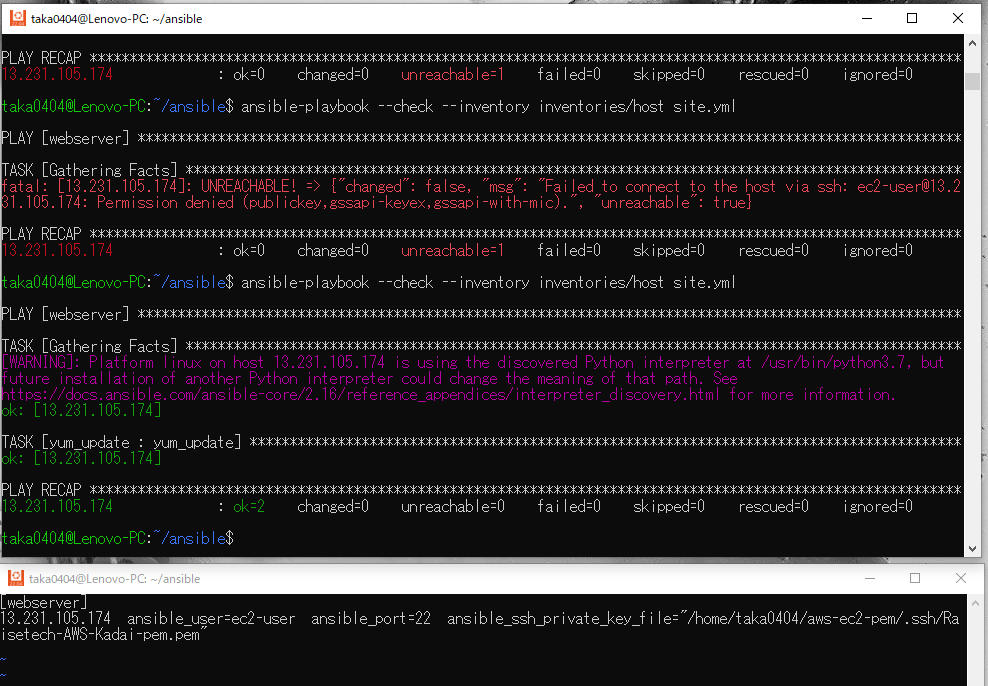 taka0404@Lenovo-PC: ~/ansible
PLAY RECAP *********************************************************************************************************
13.231.105.174 : ok=0 changed=0 unreachable=1 failed=0 skipped=0 rescued=0 ignored=0
taka0404@Lenovo-PC:~/ansible$ ansible-playbook --check --inventory inventories/host site.yml
PLAY [webserver] *******************************************************************************************************
TASK [Gathering Facts] *************************************************************************************************
fatal: [13.231.105.174]: UNREACHABLE! => {"changed": false, "msg": "Failed to connect to the host via ssh: ec2-user@13.2
31.105.174: Permission denied (publickey,gssapi-keyex,gssapi-with-mic).", "unreachable": true}
PLAY RECAP *********************************************************************************************************
13.231.105.174 : ok=0 changed=0 unreachable=1 failed=0 skipped=0 rescued=0 ignored=0
taka0404@Lenovo-PC:~/ansible$ ansible-playbook --check --inventory inventories/host site.yml
PLAY [webserver] *******************************************************************************************************
TASK [Gathering Facts] *************************************************************************************************
[WARNING]: Platform linux on host 13.231.105.174 is using the discovered Python interpreter at /usr/bin/python3.7, but
future installation of another Python interpreter could change the meaning of that path. See
https://docs.ansible.com/ansible-core/2.16/reference_appendices/interpreter_discovery.html for more information.
ok: [13.231.105.174]
TASK [yum_update : yum_update] *****************************************************************************************
ok: [13.231.105.174]
PLAY RECAP *********************************************************************************************************
13.231.105.174 : ok=2 changed=0 unreachable=0 failed=0 skipped=0 rescued=0 ignored=0
taka0404@Lenovo-PC:~/ansible$
taka0404@Lenovo-PC: ~/ansible
[webserver]
13.231.105.174 ansible_user=ec2-user ansible_port=22 ansible_ssh_private_key_file="/home/taka0404/aws-ec2-pem/.ssh/Ra
isetech-AWS-Kadai-pem.pem"
~
~